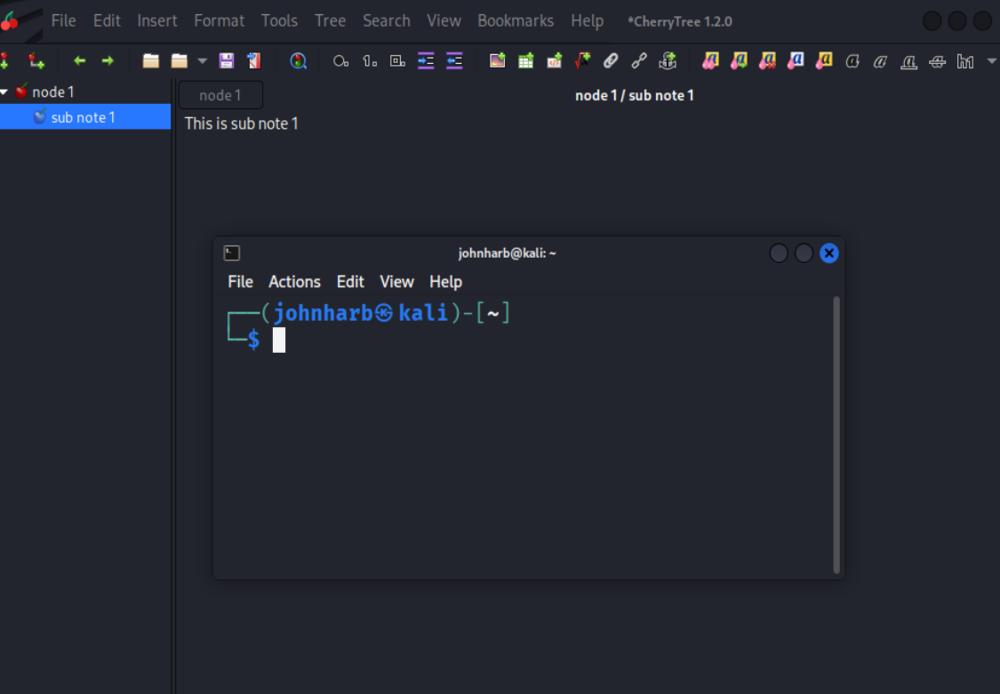 File Edit Insert Format Tools Tree Search View Bookmarks Help *CherryTree 1.2.0
node 1
sub note 1
node 1
node 1 / sub note 1
This is sub note 1
johnharb@kali: ~
File Actions Edit View Help
┌──(johnharb㉿kali)-[~]
└─$